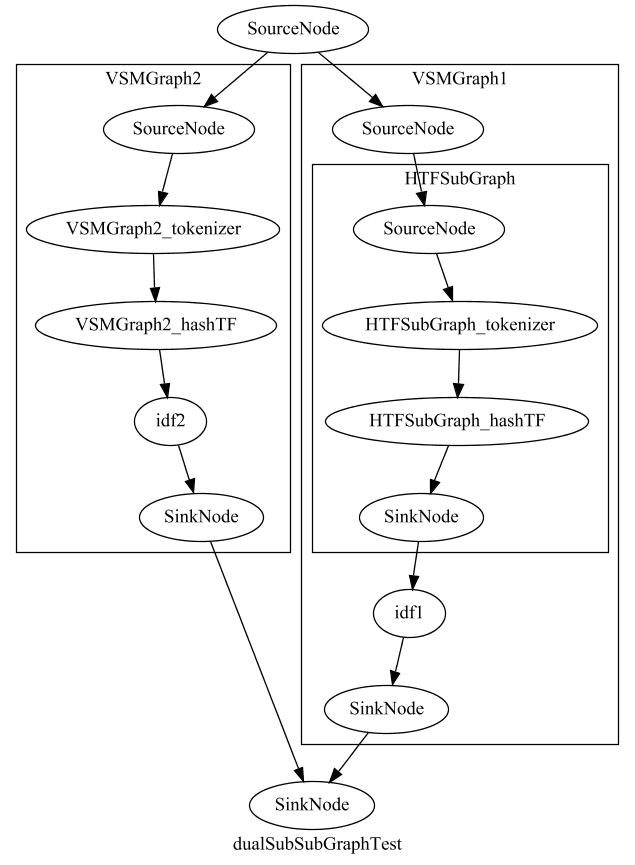 SourceNode
VSMGraph2
VSMGraph1
SourceNode
SourceNode
HTFSubGraph
VSMGraph2_tokenizer
SourceNode
VSMGraph2_hashTF
HTFSubGraph_tokenizer
idf2
HTFSubGraph_hashTF
SinkNode
SinkNode
idf1
SinkNode
SinkNode
dualSubSubGraphTest